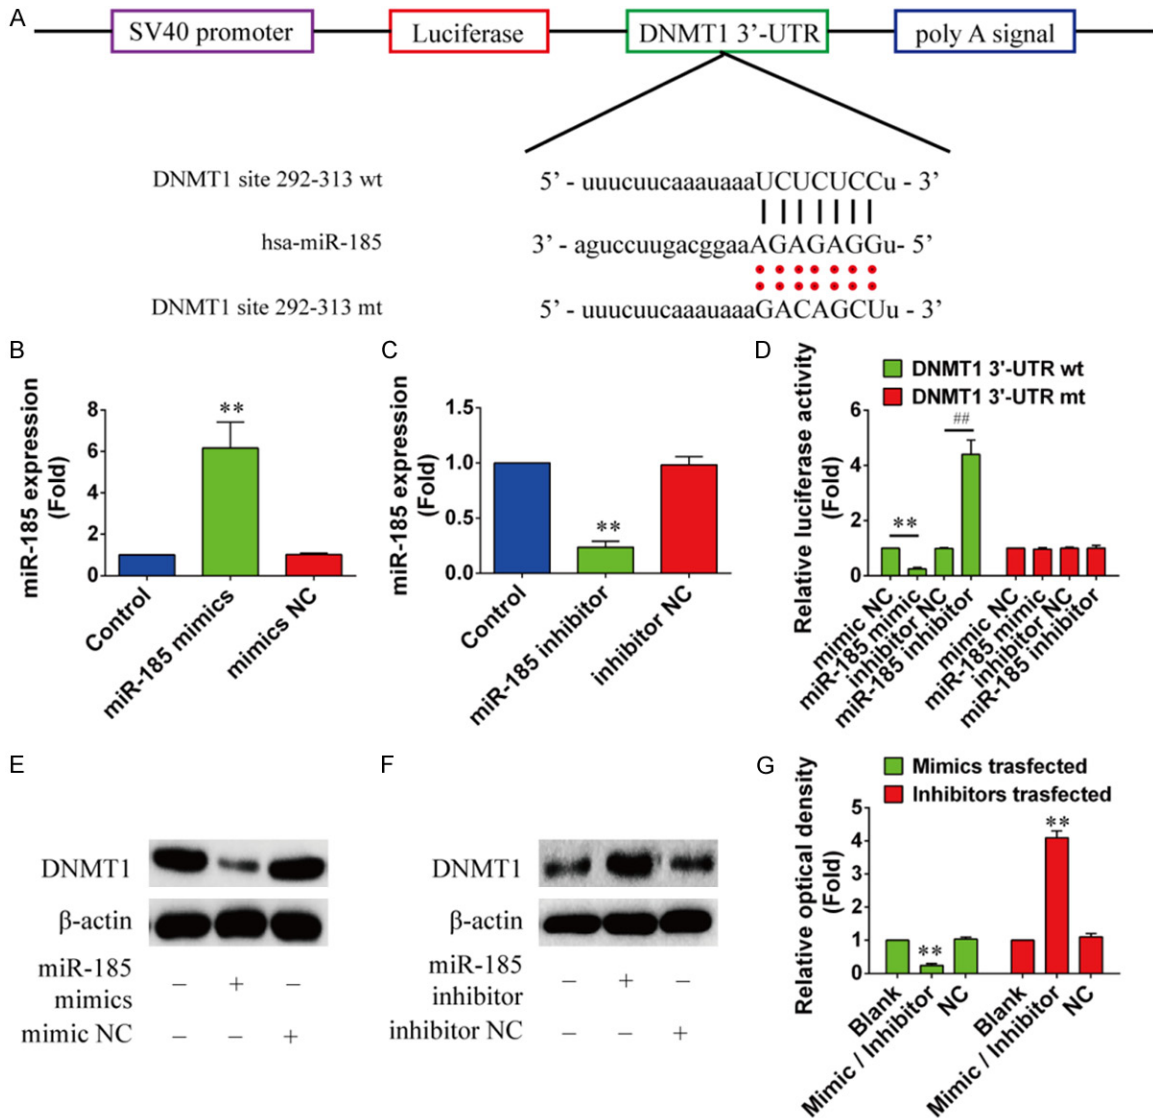 A
SV40 promoter
Luciferase
DNMT1 3’-UTR
poly A signal
DNMT1 site 292-313 wt
5’ - uuucuucaaauaaaUCUCUCCu - 3’
hsa-miR-185
3’ - aguccuugacggaaAGAGAGGu- 5’
DNMT1 site 292-313 mt
5’ - uuucuucaaauaaaGACAGCUu - 3’
B
miR-185 expression
(Fold)
8
6
4
2
0
**
Control
miR-185 mimics
mimics NC
C
miR-185 expression
(Fold)
1.5
1.0
0.5
0.0
**
Control
miR-185 inhibitor
inhibitor NC
D
DNMT1 3'-UTR wt
DNMT1 3'-UTR mt
Relative luciferase activity
(Fold)
6
4
2
0
**
##
mimic NC
miR-185 mimic
inhibitor NC
miR-185 inhibitor
mimic NC
miR-185 mimic
inhibitor NC
miR-185 inhibitor
E
DNMT1
β-actin
miR-185
mimics
– + –
mimic NC
– – +
F
DNMT1
β-actin
miR-185
inhibitor
– + –
inhibitor NC
– – +
G
Mimics trasfected
Inhibitors trasfected
Relative optical density
(Fold)
5
4
3
2
1
0
**
**
Blank
Mimic / Inhibitor
NC
Blank
Mimic / Inhibitor
NC